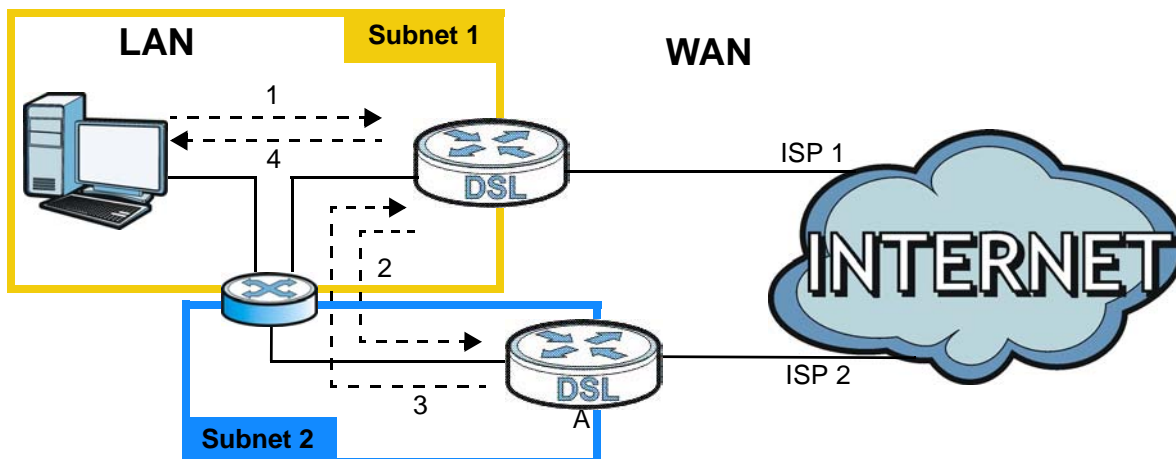 LAN
Subnet 1
WAN
1
4
DSL
ISP 1
2
INTERNET
DSL
ISP 2
3
A
Subnet 2